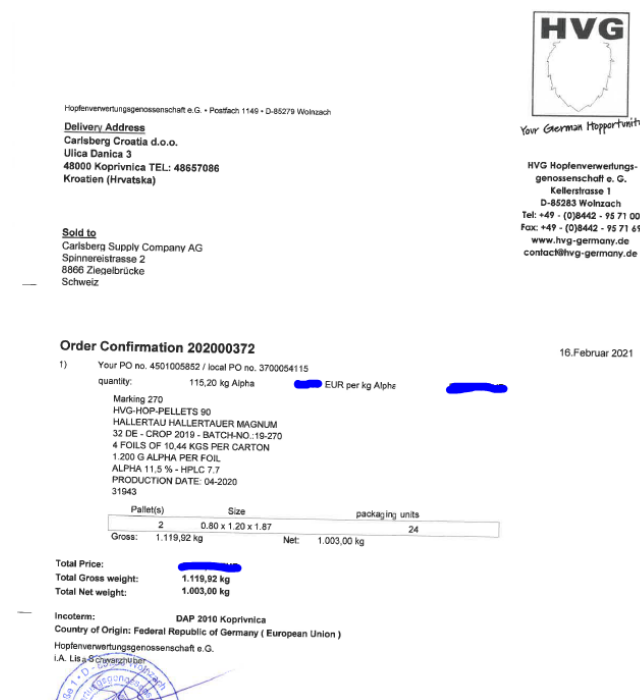 HVG
Your German Hopportunit
Hopfenverwertungsgenossenschaft e.G. • Postfach 1149 • D-85279 Wolnzach
Delivery Address
Carlsberg Croatia d.o.o.
Ulica Danica 3
48000 Koprivnica TEL: 48657086
Kroatien (Hrvatska)
HVG Hopfenverwertungs-
genossenschaft e. G.
Kellerstrasse 1
D-85283 Wolnzach
Tel: +49 - (0)8442 - 95 71 00
Fax: +49 - (0)8442 - 95 71 69
www.hvg-germany.de
contact@hvg-germany.de
Sold to
Carlsberg Supply Company AG
Spinnereistrasse 2
8866 Ziegelbrücke
Schweiz
Order Confirmation 202000372
16.Februar 2021
1) Your PO no. 4501005852 / local PO no. 3700054115
quantity: 115,20 kg Alpha EUR per kg Alpha
Marking 270
HVG-HOP-PELLETS 90
HALLERTAU HALLERTAUER MAGNUM
32 DE - CROP 2019 - BATCH-NO.:19-270
4 FOILS OF 10,44 KGS PER CARTON
1.200 G ALPHA PER FOIL
ALPHA 11,5 % - HPLC 7.7
PRODUCTION DATE: 04-2020
31943
Pallet(s) Size packaging units
2 0.80 x 1.20 x 1.87 24
Gross: 1.119,92 kg Net: 1.003,00 kg
Total Price:
Total Gross weight: 1.119,92 kg
Total Net weight: 1.003,00 kg
Incoterm: DAP 2010 Koprivnica
Country of Origin: Federal Republic of Germany ( European Union )
Hopfenverwertungsgenossenschaft e.G.
i.A. Lisa Schwarzhuber